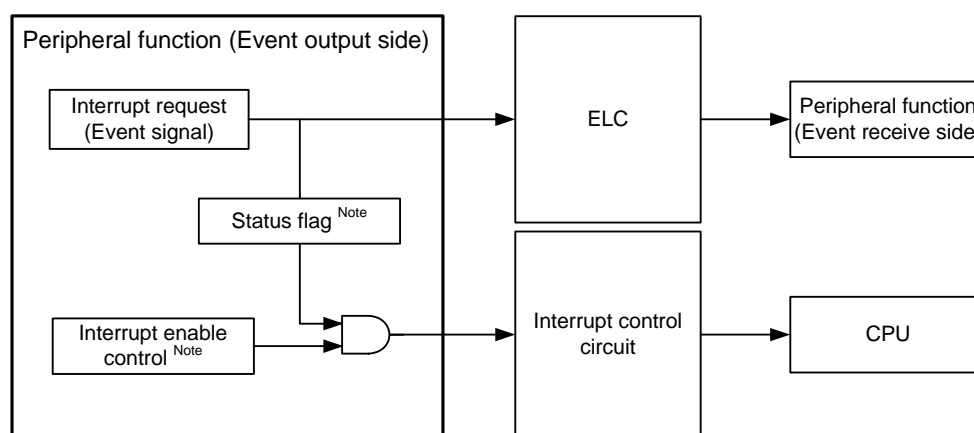 Peripheral function (Event output side)
Interrupt request
(Event signal)
ELC
Peripheral function
(Event receive side
Status flag Note
Interrupt enable
control Note
Interrupt control
circuit
CPU